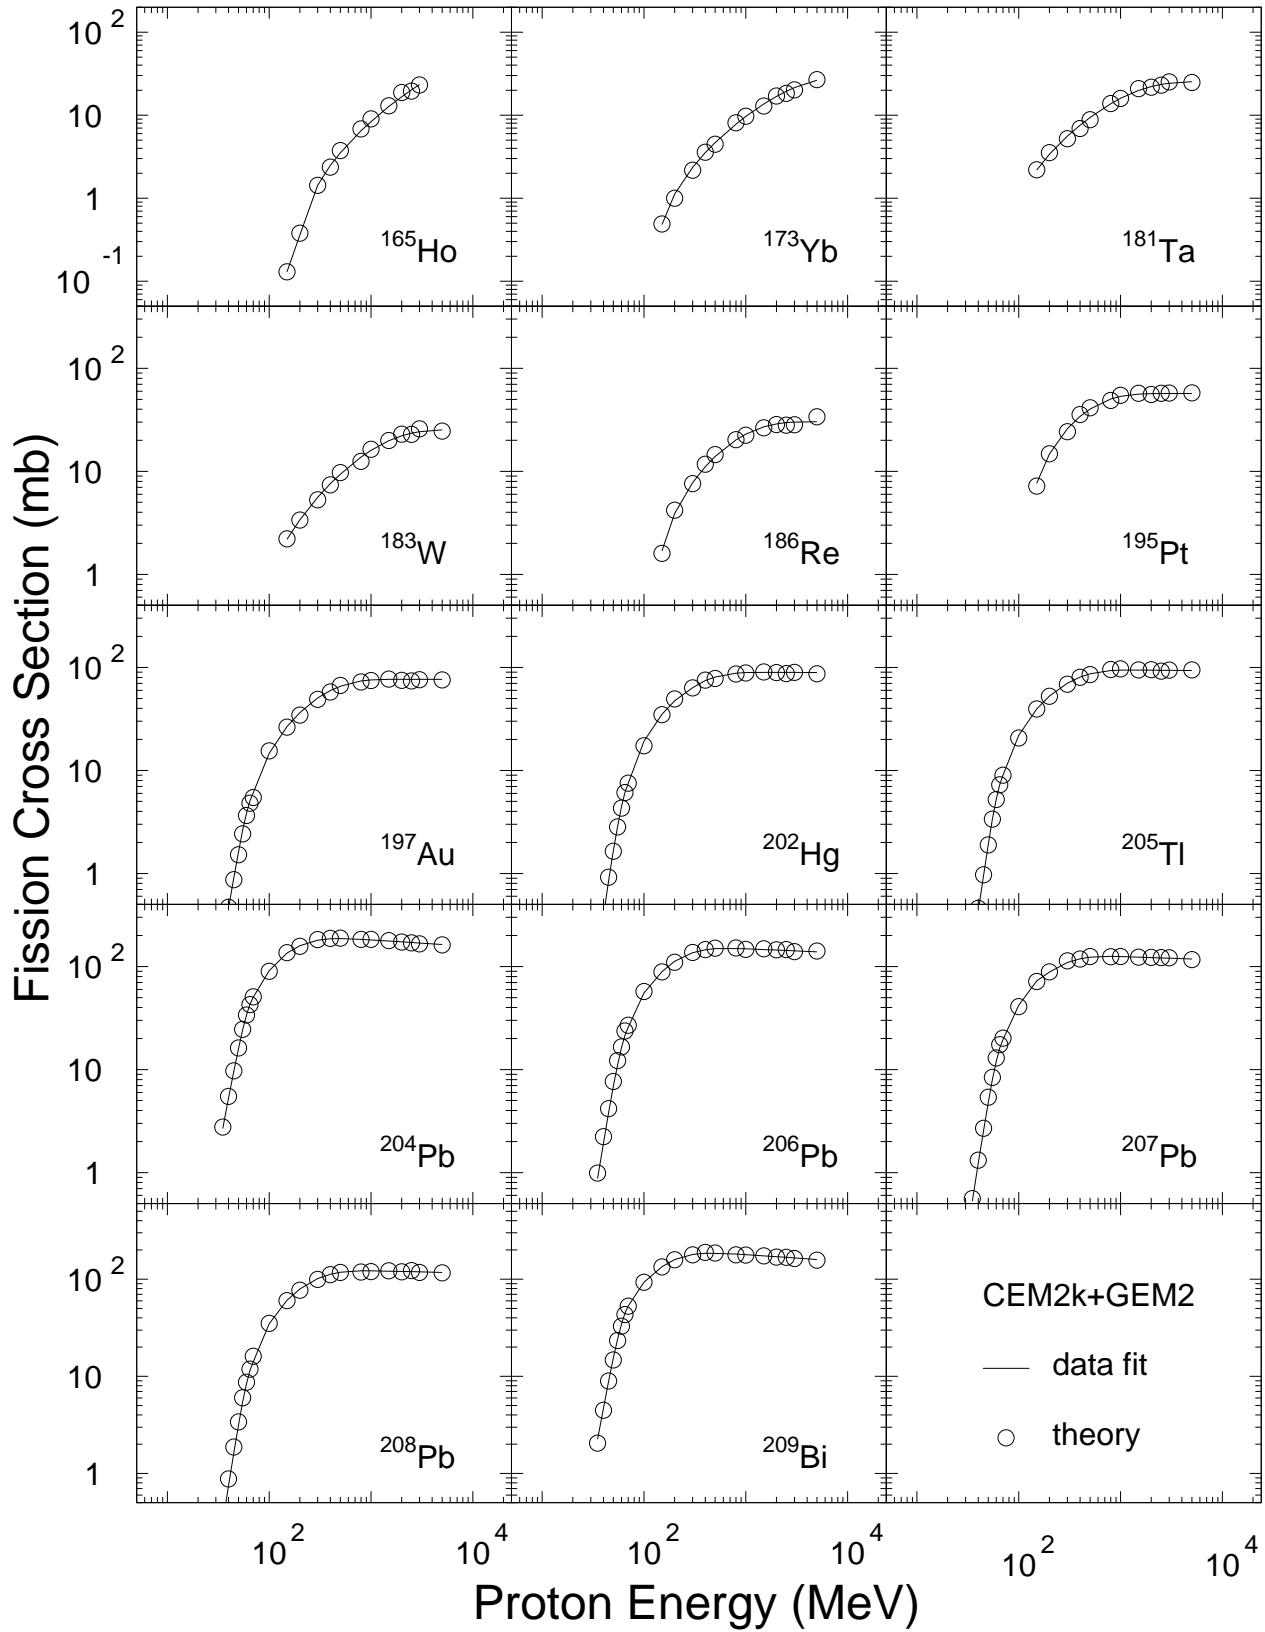 Fission Cross Section (mb)
10 2
10
1
10 -1
165Ho
173Yb
181Ta
10 2
10
1
183W
186Re
195Pt
10 2
10
1
197Au
202Hg
205Tl
10 2
10
1
204Pb
206Pb
207Pb
10 2
10
1
208Pb
209Bi
CEM2k+GEM2
data fit
theory
10 2 10 4 10 2 10 4 10 2 10 4
Proton Energy (MeV)